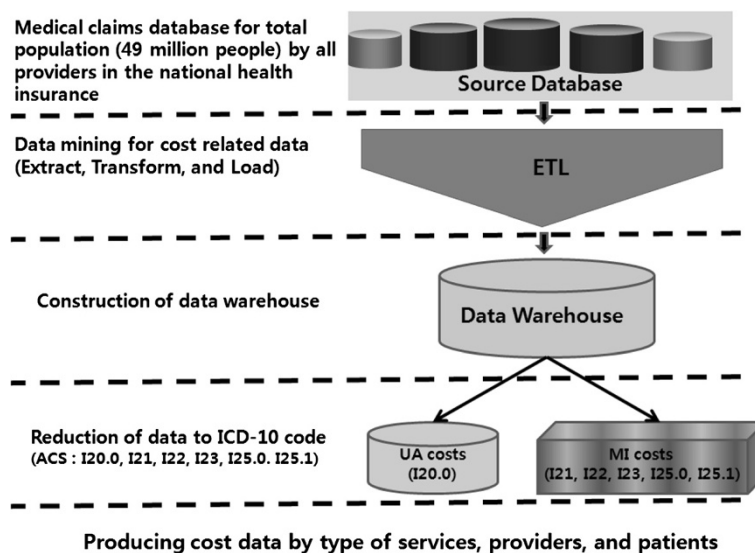 Medical claims database for total
population (49 million people) by all
providers in the national health
insurance
Source Database
Data mining for cost related data
(Extract, Transform, and Load)
ETL
Construction of data warehouse
Data Warehouse
Reduction of data to ICD-10 code
(ACS : I20.0, I21, I22, I23, I25.0. I25.1)
UA costs
(I20.0)
MI costs
(I21, I22, I23, I25.0, I25.1)
Producing cost data by type of services, providers, and patients